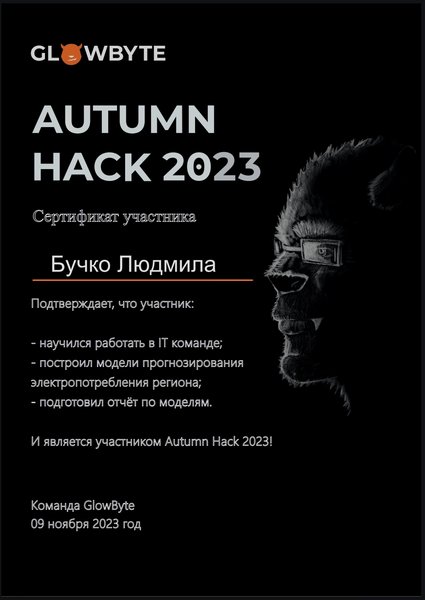 GLOWBYTE
AUTUMN
HACK 2023
Сертификат участника
Бучко Людмила
Подтверждает, что участник:
- научился работать в IT команде;
- построил модели прогнозирования
электропотребления региона;
- подготовил отчёт по моделям.
И является участником Autumn Hack 2023!
Команда GlowByte
09 ноября 2023 год